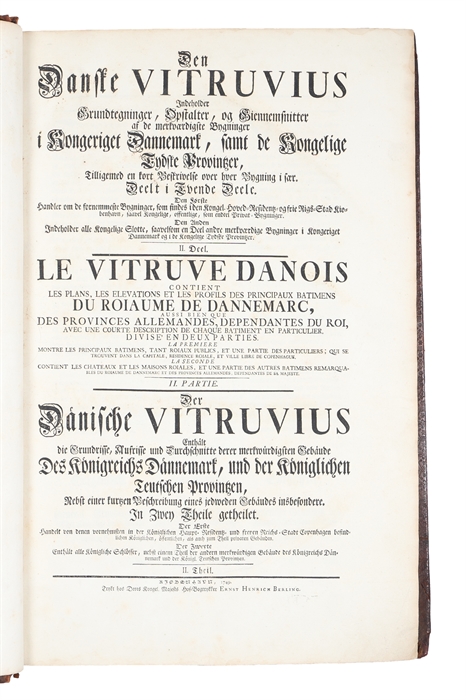 Den
Danske VITRUVIUS
Indeholder
Grundtegninger, Opstalter, og Giennemsnitter
af de merkværdigste Bygninger
i Kongeriget Dannemark, samt de Kongelige
Tydske Provintzer,
Tilligemed en kort Beskrivelse over hver Bygning i sær.
Deelt i Tvende Deele.
Den Første
Handler om de fornemmeste Bygninger, som findes i den Kongel. Hoved-Residentz- og frie Rigs-Stad Kiø-
benhavn, saavel Kongelige, offentlige, som endeel Privat-Bygninger.
Den Anden
Indeholder alle Kongelige Slotte, saavelsom en Deel andre merkværdige Bygninger i Kongeriget
Dannemark og i de Kongelige Tydske Provintzer.
II. Deel.
LE VITRUVE DANOIS
CONTIENT
LES PLANS, LES ELEVATIONS ET LES PROFILS DES PRINCIPAUX BATIMENS
DU ROIAUME DE DANNEMARC,
AUSSI BIEN QUE
DES PROVINCES ALLEMANDES, DEPENDANTES DU ROI,
AVEC UNE COURTE DESCRIPTION DE CHAQUE BATIMENT EN PARTICULIER.
DIVISE EN DEUX PARTIES.
LA PREMIERE
MONTRE LES PRINCIPAUX BATIMENS, TANT ROIAUX PUBLICS, ET UNE PARTIE DES PARTICULIERS; QUI SE
TROUVENT DANS LA CAPITALE, RESIDENCE ROIALE, ET VILLE LIBRE DE COPENHAGUE.
LA SECONDE
CONTIENT LES CHATEAUX ET LES MAISONS ROIALES, ET UNE PARTIE DES AUTRES BATIMENS REMARQUA-
BLES DU ROIAUME DE DANNEMARC ET DES PROVINCES ALLEMANDES, DEPENDANTES DE SA MAJESTE.
II. PARTIE.
Der
Dänische VITRUVIUS
Enthält
die Grundrisse, Aufrisse und Durchschnitte derer merkwürdigsten Gebäude
Des Königreichs Dännemark, und der Königlichen
Teutschen Provintzen,
Nebst einer kurtzen Beschreibung eines jedweden Gebäudes insbesondere.
In Zwey Theile getheilet.
Der Erste
Handelt von denen vornehmsten in der Königlichen Haupt- Residentz- und freyen Reichs-Stadt Copenhagen befind-
lichen Königlichen, öffentlichen, als auch zum Theil privaten Gebäuden.
Der Zweyte
Enthält alle Königliche Schlösser, nebst einem Theil der andern merkwürdigen Gebäude des Königreichs Dän-
nemark und der Königl. Teutschen Provintzen.
II. Theil.
KIØBENHAVN, 1749.
Trykt hos Deres Kongel. Majests Hof-Bogtrykker ERNST HENRICH BERLING.